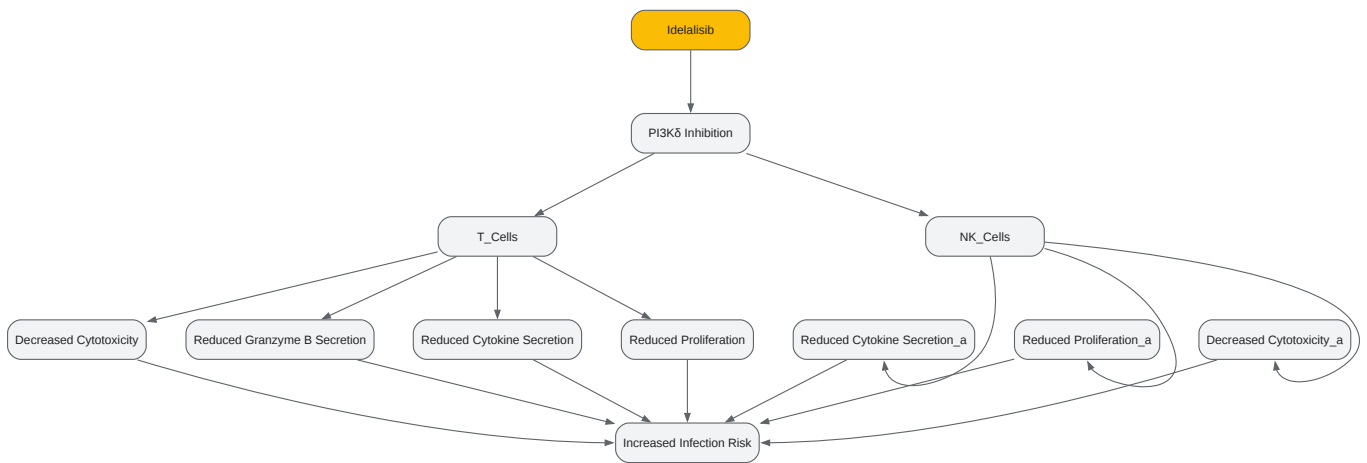 Idelalisib
PI3Kδ Inhibition
T_Cells
NK_Cells
Decreased Cytotoxicity
Reduced Granzyme B Secretion
Reduced Cytokine Secretion
Reduced Proliferation
Reduced Cytokine Secretion_a
Reduced Proliferation_a
Decreased Cytotoxicity_a
Increased Infection Risk